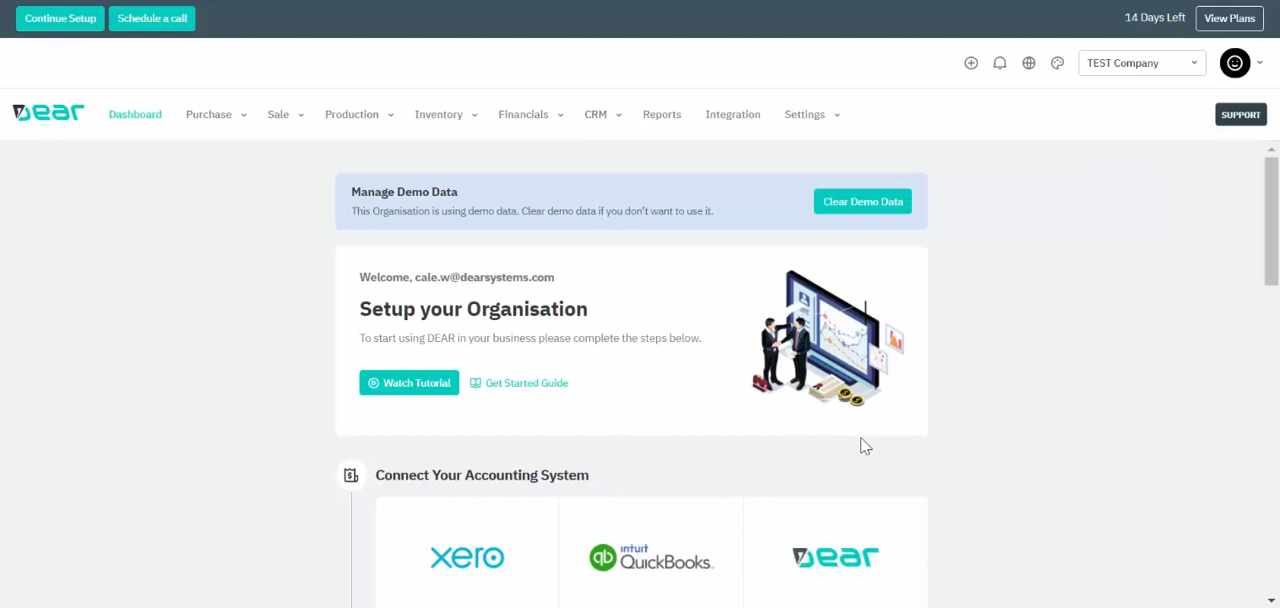 Continue Setup Schedule a call 14 Days Left View Plans
TEST Company
DEAR Dashboard Purchase Sale Production Inventory Financials CRM Reports Integration Settings SUPPORT
Manage Demo Data
This Organisation is using demo data. Clear demo data if you don't want to use it.
Clear Demo Data
Welcome, cale.w@dearsystems.com
Setup your Organisation
To start using DEAR in your business please complete the steps below.
Watch Tutorial Get Started Guide
Connect Your Accounting System
xero qb intuit QuickBooks. DEAR